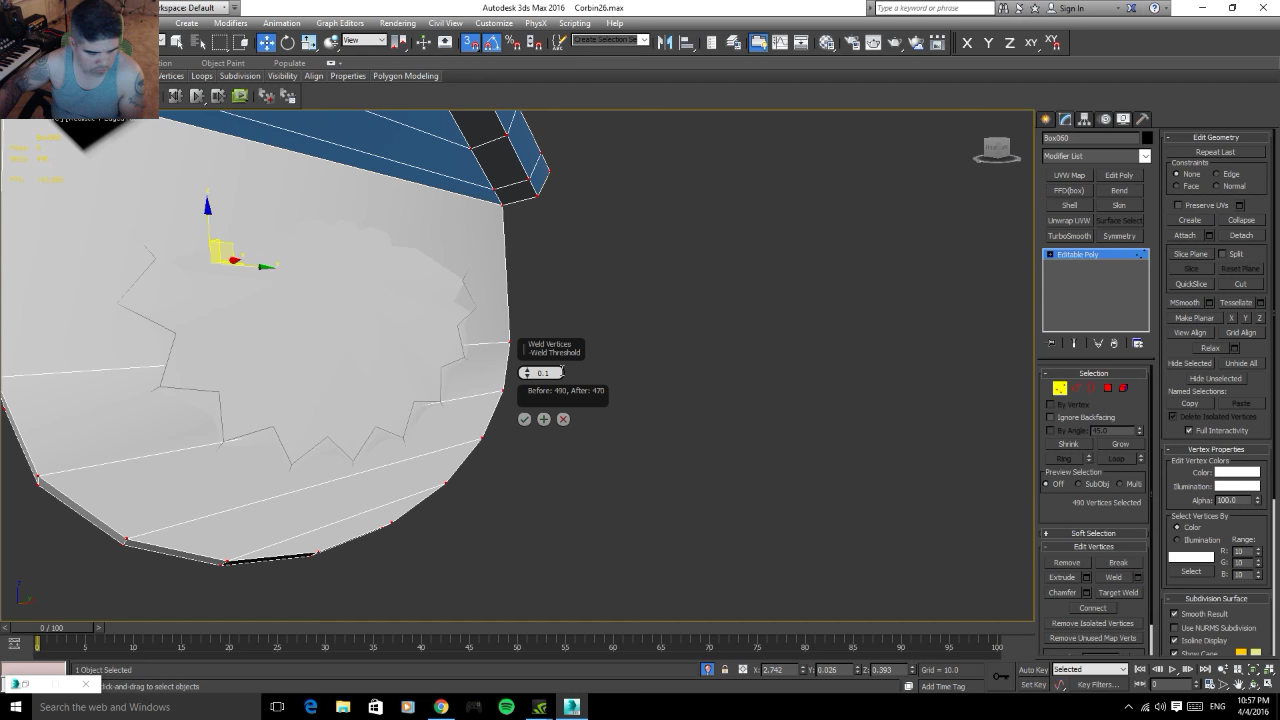 Workspace Default
Autodesk 3ds Max 2016
Corbin26.max
Type a keyword or phrase
Sign In
Create
Modifiers
Animation
Graph Editors
Rendering
Civil View
Customize
PhysX
Scripting
Help
View
Create Selection Se
X
Y
Z
XY
Object Paint
Populate
Vertices
Loops
Subdivision
Visibility
Align
Properties
Polygon Modeling
Box060
Modifier List
UVW Map
Edit Poly
FFD(box)
Bend
Shell
Skin
Unwrap UVW
Surface Select
TurboSmooth
Symmetry
Editable Poly
Selection
By Vertex
Ignore Backfacing
By Angle:
45.0
Shrink
Grow
Ring
Loop
Preview Selection
Off
SubObj
Multi
490 Vertices Selected
Soft Selection
Edit Vertices
Remove
Break
Extrude
Weld
Chamfer
Target Weld
Connect
Remove Isolated Vertices
Remove Unused Map Verts
Edit Geometry
Repeat Last
Constraints
None
Edge
Face
Normal
Preserve UVs
Create
Collapse
Attach
Detach
Slice Plane
Split
Slice
Reset Plane
QuickSlice
Cut
MSmooth
Tessellate
Make Planar
X
Y
Z
View Align
Grid Align
Relax
Hide Selected
Unhide All
Hide Unselected
Named Selections:
Copy
Paste
Delete Isolated Vertices
Full Interactivity
Vertex Properties
Edit Vertex Colors
Color:
Illumination:
Alpha:
100.0
Select Vertices By
Color
Illumination
Range:
R:
10
G:
10
B:
10
Select
Subdivision Surface
Smooth Result
Use NURMS Subdivision
Isoline Display
Show Cage
Weld Vertices
-Weld Threshold
0.1
Before: 490, After: 470
0 / 100
0
5
10
15
20
25
30
35
40
45
50
55
60
65
70
75
80
85
90
95
100
1 Object Selected
X:
2.742
Y:
0.026
Z:
0.393
Grid = 10.0
Add Time Tag
Auto Key
Selected
Set Key
Key Filters...
0
ck-and-drag to select objects
Search the web and Windows
10:57 PM
4/4/2016